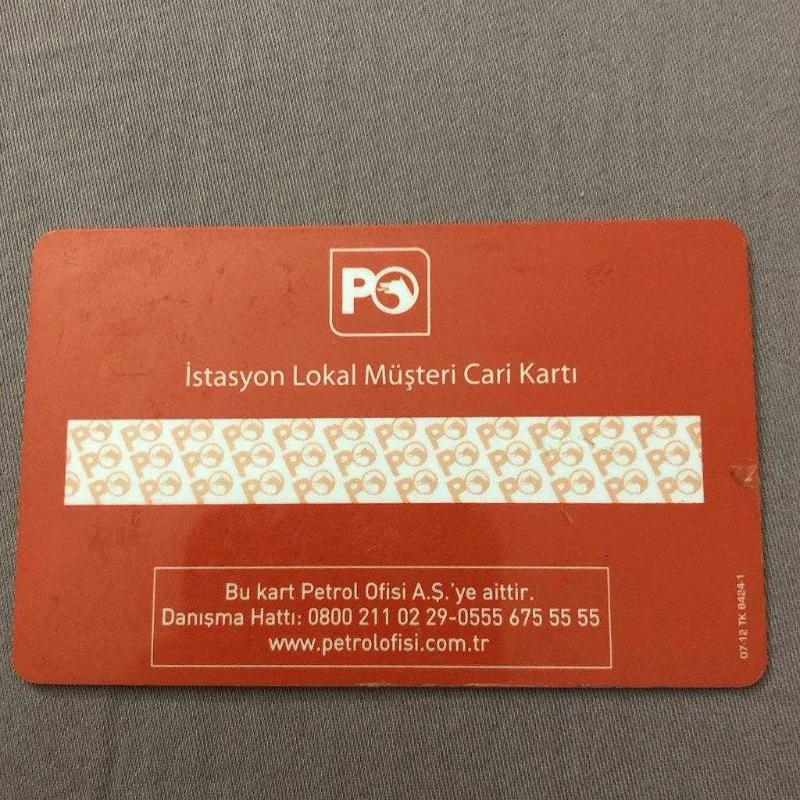 PO
İstasyon Lokal Müşteri Cari Kartı
Bu kart Petrol Ofisi A.Ş.'ye aittir.
Danışma Hattı: 0800 211 02 29-0555 675 55 55
www.petrolofisi.com.tr
07-12 TK 8424-1